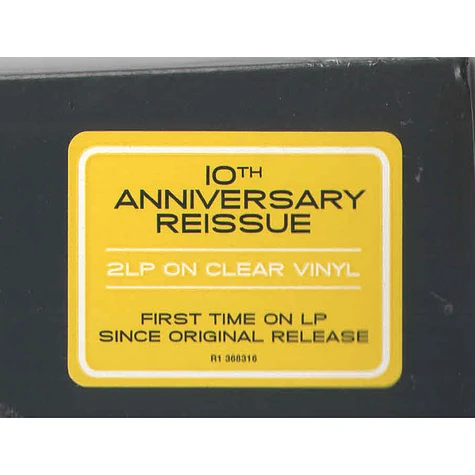 10TH
ANNIVERSARY
REISSUE
2LP ON CLEAR VINYL
FIRST TIME ON LP
SINCE ORIGINAL RELEASE
R1 366316